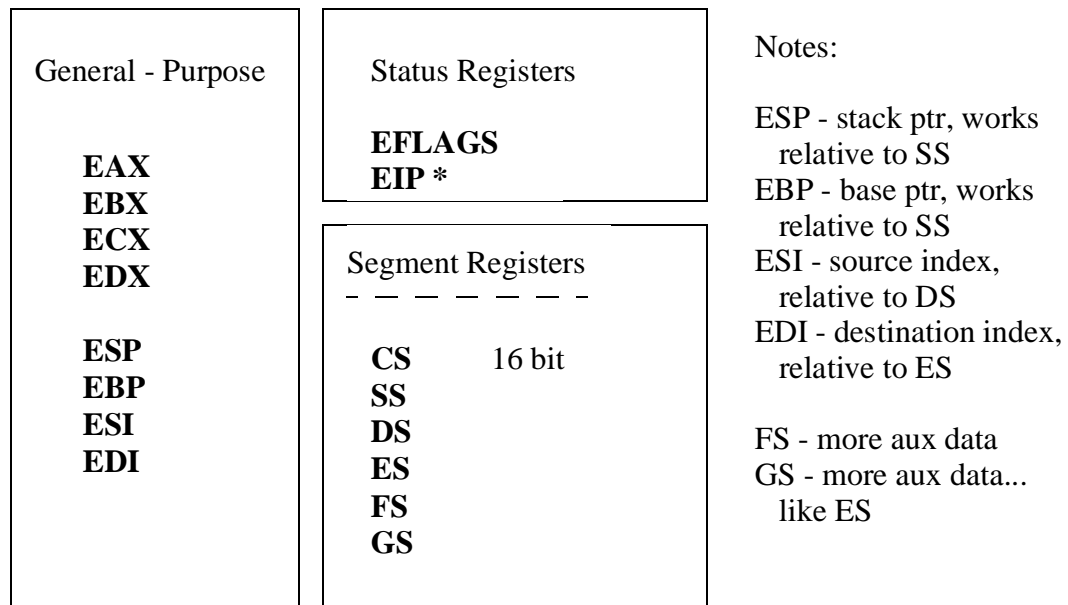 General - Purpose
EAX
EBX
ECX
EDX
ESP
EBP
ESI
EDI
Status Registers
EFLAGS
EIP *
Segment Registers
CS 16 bit
SS
DS
ES
FS
GS
Notes:
ESP - stack ptr, works
relative to SS
EBP - base ptr, works
relative to SS
ESI - source index,
relative to DS
EDI - destination index,
relative to ES
FS - more aux data
GS - more aux data...
like ES